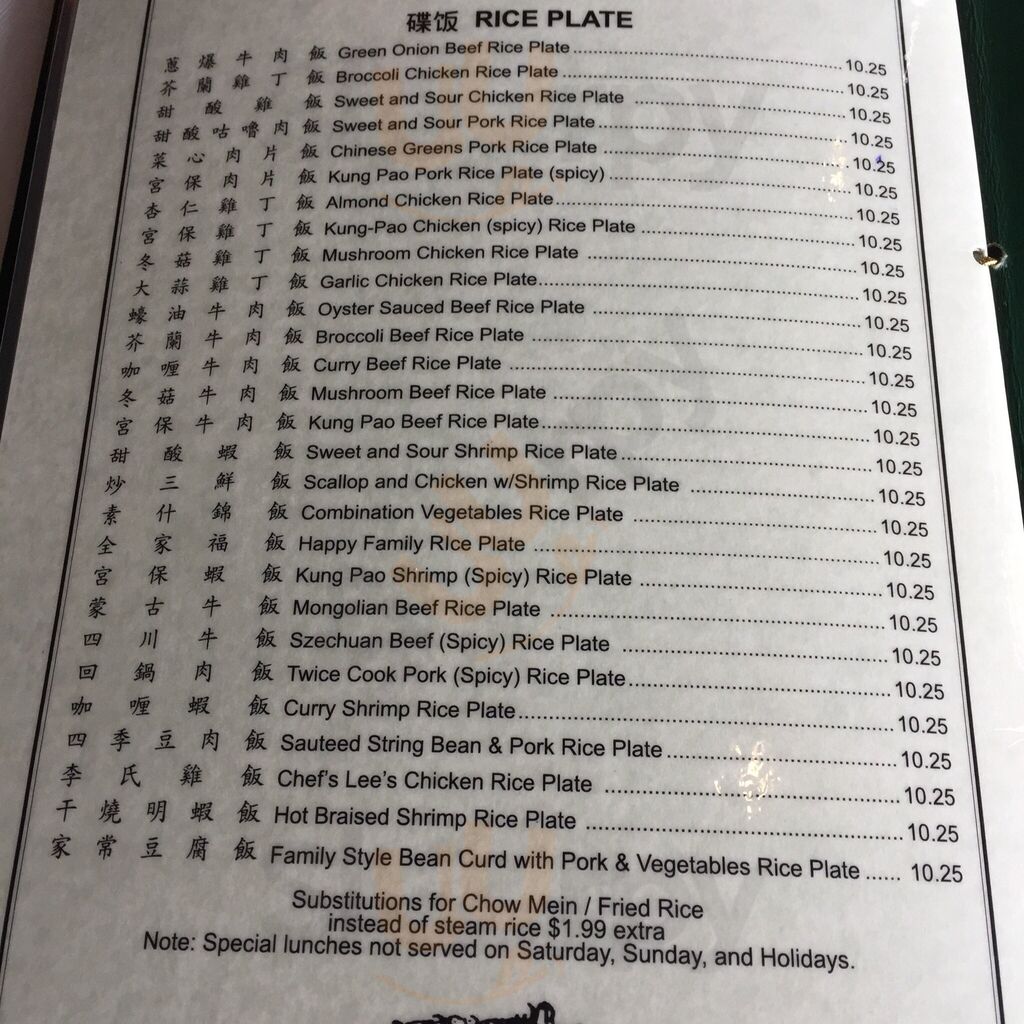 碟饭 RICE PLATE
蔥爆牛肉飯 Green Onion Beef Rice Plate 10.25
芥蘭雞丁飯 Broccoli Chicken Rice Plate 10.25
甜酸雞飯 Sweet and Sour Chicken Rice Plate 10.25
甜酸咕嚕肉飯 Sweet and Sour Pork Rice Plate 10.25
菜心肉片飯 Chinese Greens Pork Rice Plate 10.25
宮保肉片飯 Kung Pao Pork Rice Plate (spicy) 10.25
杏仁雞丁飯 Almond Chicken Rice Plate 10.25
宮保雞丁飯 Kung-Pao Chicken (spicy) Rice Plate 10.25
冬菇雞丁飯 Mushroom Chicken Rice Plate 10.25
大蒜雞丁飯 Garlic Chicken Rice Plate 10.25
蠔油牛肉飯 Oyster Sauced Beef Rice Plate 10.25
芥蘭牛肉飯 Broccoli Beef Rice Plate 10.25
咖喱牛肉飯 Curry Beef Rice Plate 10.25
冬菇牛肉飯 Mushroom Beef Rice Plate 10.25
宮保牛肉飯 Kung Pao Beef Rice Plate 10.25
甜酸蝦飯 Sweet and Sour Shrimp Rice Plate 10.25
炒三鮮飯 Scallop and Chicken w/Shrimp Rice Plate 10.25
素什錦飯 Combination Vegetables Rice Plate 10.25
全家福飯 Happy Family RIce Plate 10.25
宮保蝦飯 Kung Pao Shrimp (Spicy) Rice Plate 10.25
蒙古牛飯 Mongolian Beef Rice Plate 10.25
四川牛飯 Szechuan Beef (Spicy) Rice Plate 10.25
回鍋肉飯 Twice Cook Pork (Spicy) Rice Plate 10.25
咖喱蝦飯 Curry Shrimp Rice Plate 10.25
四季豆肉飯 Sauteed String Bean & Pork Rice Plate 10.25
李氏雞飯 Chef's Lee's Chicken Rice Plate 10.25
干燒明蝦飯 Hot Braised Shrimp Rice Plate 10.25
家常豆腐飯 Family Style Bean Curd with Pork & Vegetables Rice Plate 10.25
Substitutions for Chow Mein / Fried Rice
instead of steam rice $1.99 extra
Note: Special lunches not served on Saturday, Sunday, and Holidays.